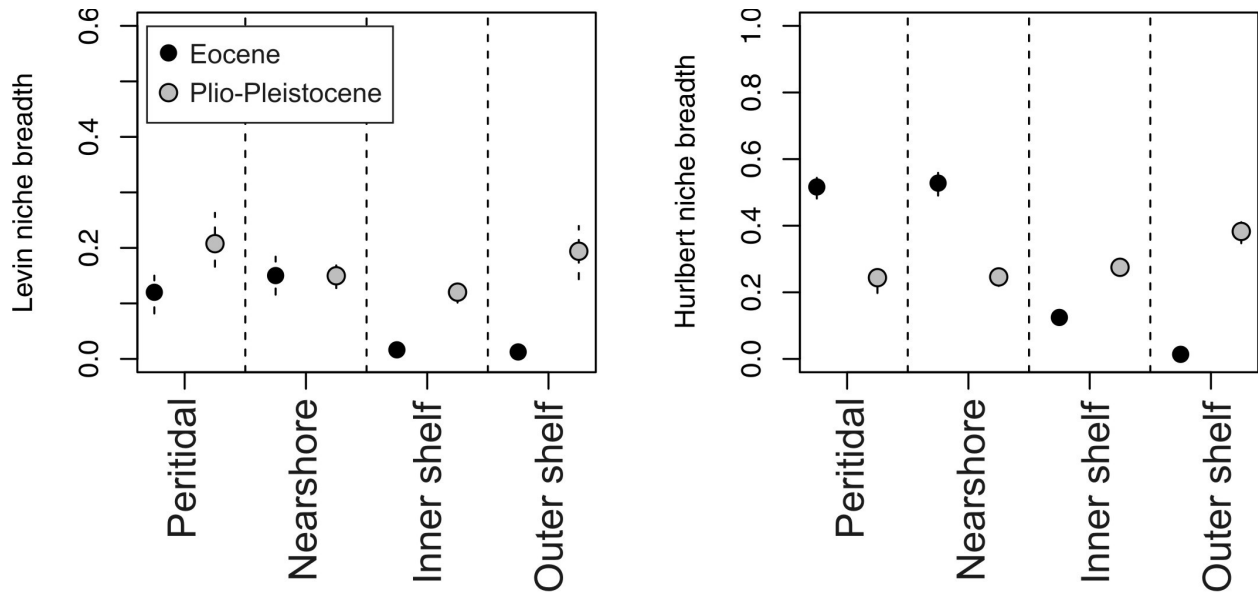 Levin niche breadth
0.6
0.4
0.2
0.0
Eocene
Plio-Pleistocene
Peritidal
Nearshore
Inner shelf
Outer shelf
Hurlbert niche breadth
1.0
0.8
0.6
0.4
0.2
0.0
Peritidal
Nearshore
Inner shelf
Outer shelf